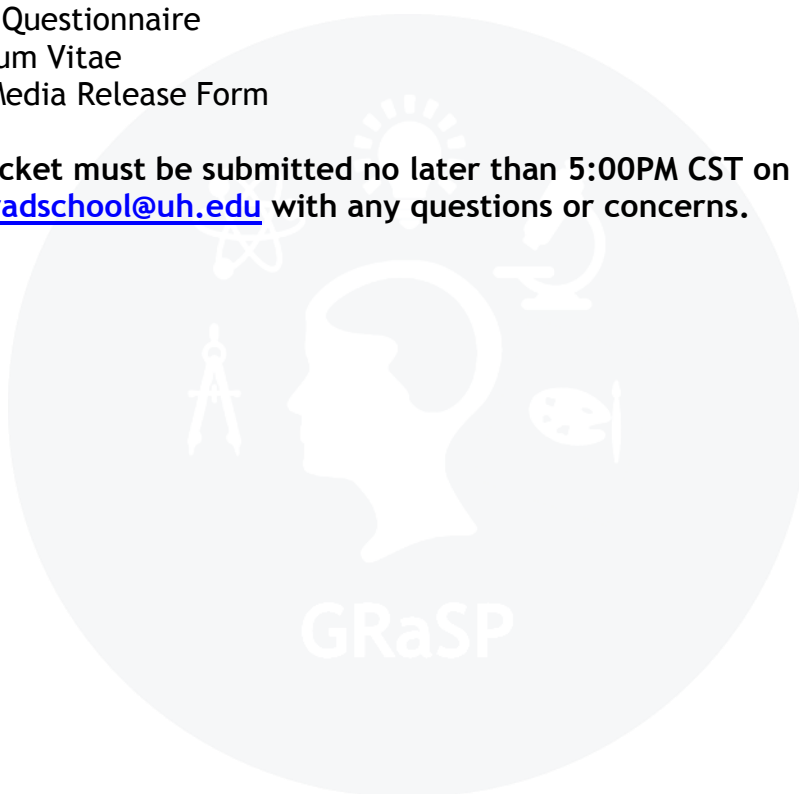 Questionnaire
um Vitae
Media Release Form
cket must be submitted no later than 5:00PM CST on
adschool@uh.edu with any questions or concerns.
GRaSP